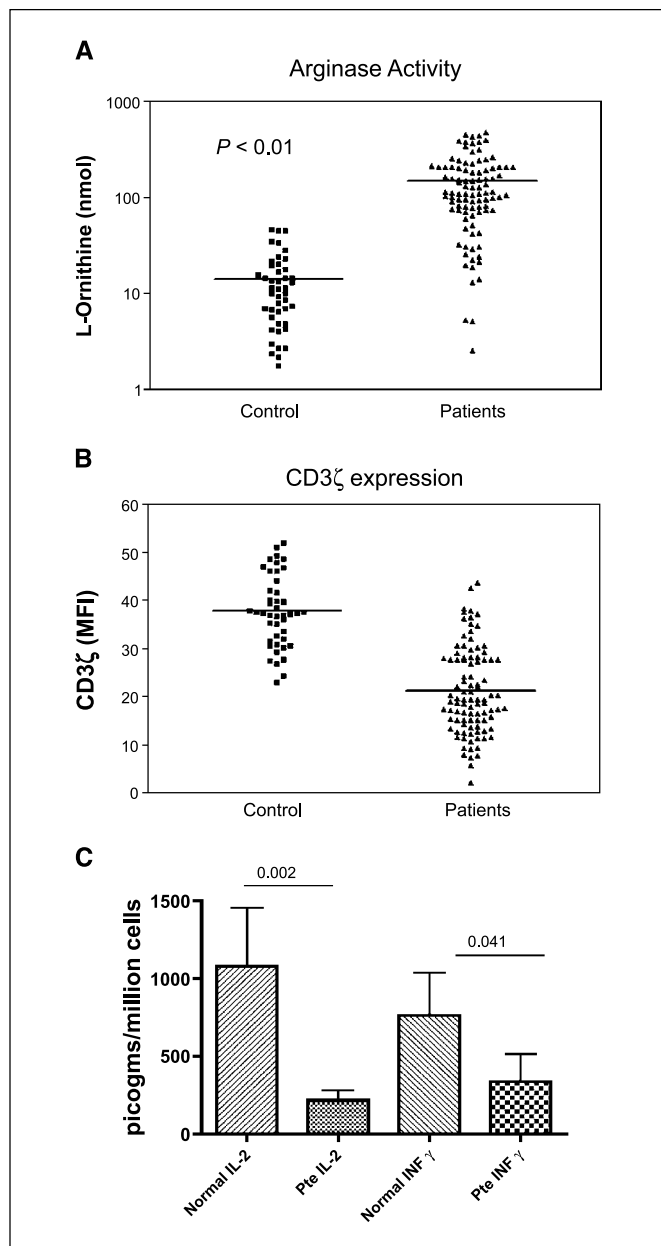 A
Arginase Activity
1000
100
10
1
L-Ornithine (nmol)
P < 0.01
Control Patients
B
CD3ζ expression
60
50
40
30
20
10
0
CD3ζ (MFI)
Control Patients
C
0.002
0.041
1500
1000
500
0
picogms/million cells
Normal IL-2
Pte IL-2
Normal INF γ
Pte INF γ